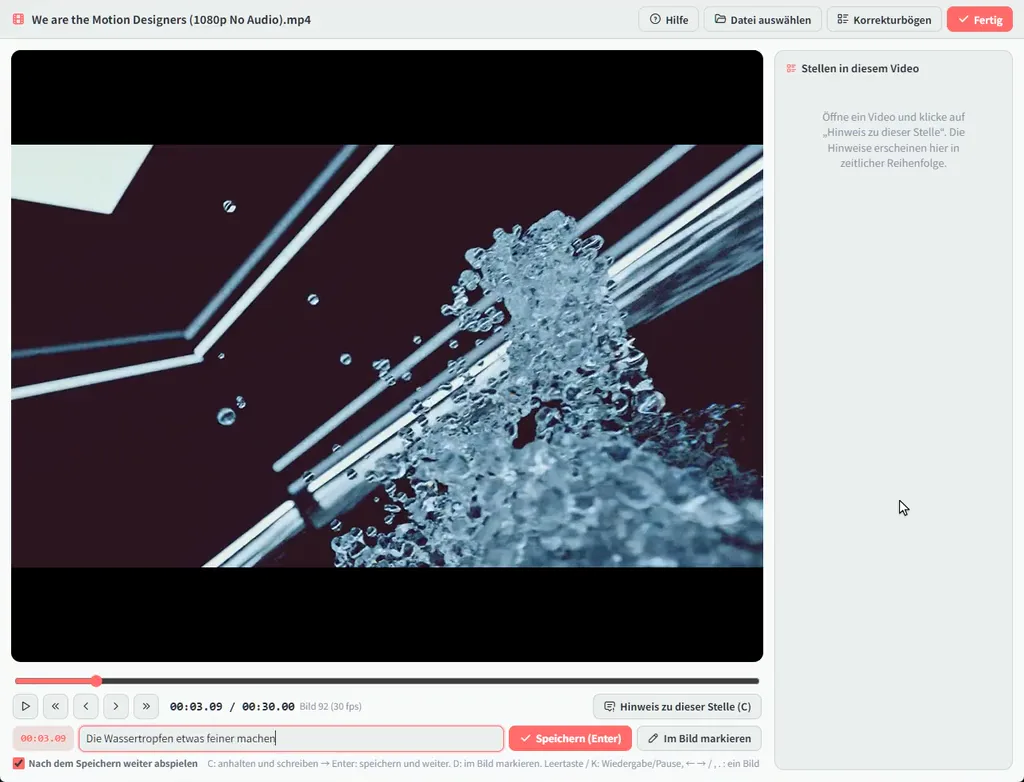 We are the Motion Designers (1080p No Audio).mp4
Hilfe
Datei auswählen
Korrekturbögen
Fertig
Stellen in diesem Video
Öffne ein Video und klicke auf
„Hinweis zu dieser Stelle“. Die
Hinweise erscheinen hier in
zeitlicher Reihenfolge.
00:03.09 / 00:30.00 Bild 92 (30 fps)
Hinweis zu dieser Stelle (C)
00:03.09
Die Wassertropfen etwas feiner machen
Speichern (Enter)
Im Bild markieren
Nach dem Speichern weiter abspielen
C: anhalten und schreiben → Enter: speichern und weiter. D: im Bild markieren. Leertaste / K: Wiedergabe/Pause, ←→ / , . : ein Bild